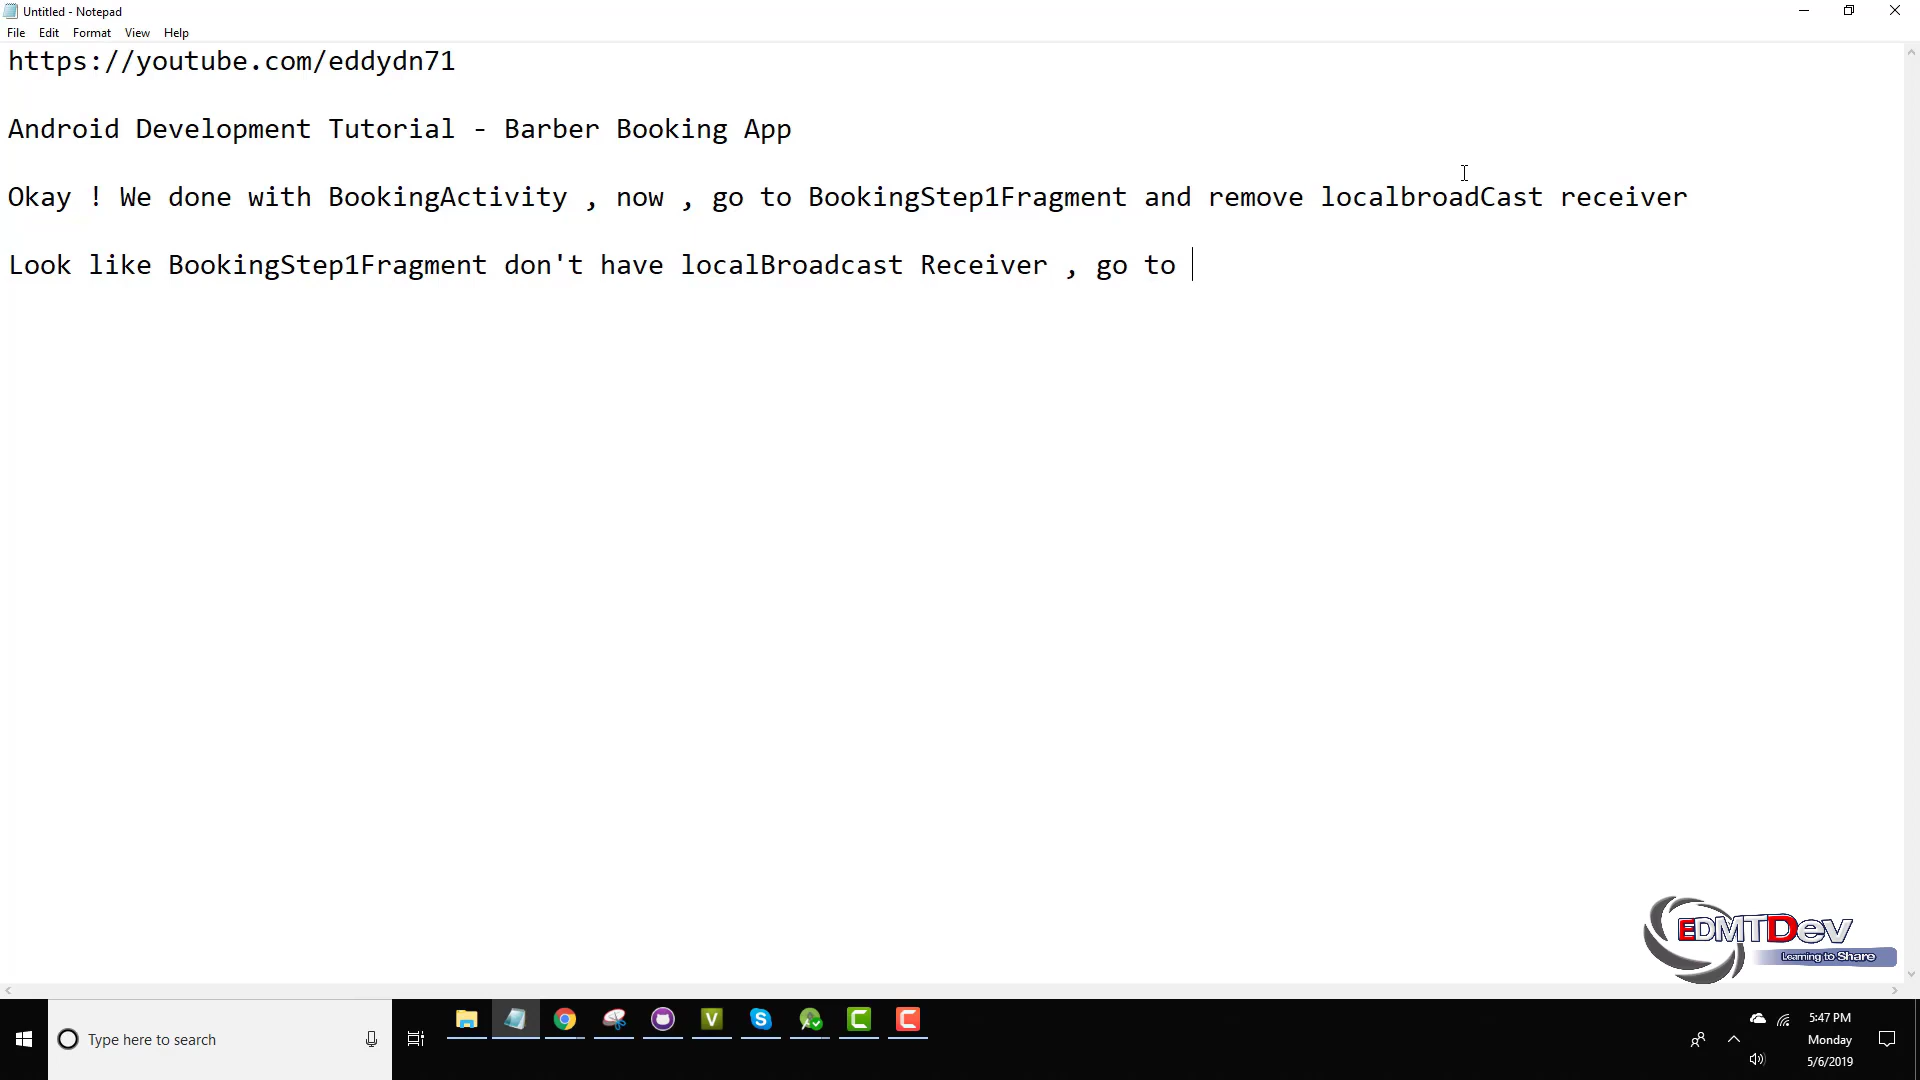 Untitled - Notepad
File Edit Format View Help
https://youtube.com/eddydn71
Android Development Tutorial - Barber Booking App
Okay ! We done with BookingActivity , now , go to BookingStep1Fragment and remove localbroadCast receiver
Look like BookingStep1Fragment don't have localBroadcast Receiver , go to
EDMTDev
Learning to Share
Type here to search
5:47 PM
Monday
5/6/2019